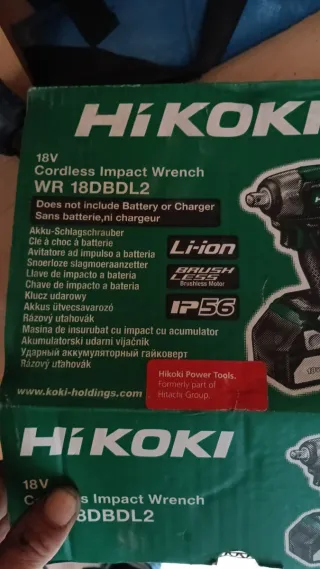 HiKOKI
18V
Cordless Impact Wrench
WR 18DBDL2
Does not include Battery or Charger
Sans batterie,ni chargeur
Akku-Schlagschrauber
Clé à choc à batterie
Avvitatore ad impulso a batteria
Snoerloze slagmoeraanzetter
Llave de impacto a batería
Chave de impacto a bateria
Klucz udarowy
Akkus ütvecsavarozó
Rázový utahovák
Masina de insurubat cu impact cu acumulator
Akumulatorski udarni vijačnik
Ударный аккумуляторный гайковерт
Rázový uťahovák
Li-ion
BRUSH
LESS
Brushless Motor
IP56
www.koki-holdings.com
Hikoki Power Tools.
Formerly part of
Hitachi Group.
HiKOKI
18V
Impact Wrench
18DBDL2